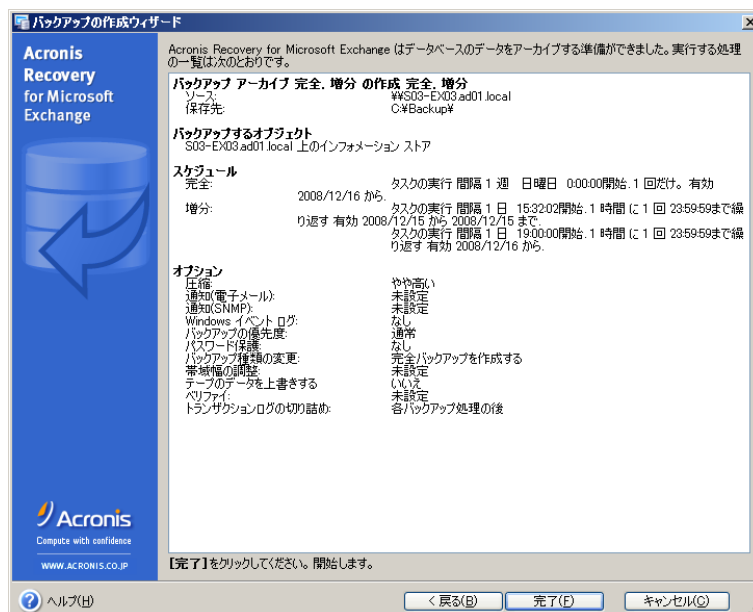 バックアップの作成ウィザード
Acronis
Recovery
for Microsoft
Exchange
Acronis Recovery for Microsoft Exchange はデータベースのデータをアーカイブする準備ができました。実行する処理
の一覧は次のとおりです。
バックアップ アーカイブ 完全, 増分 の作成 完全, 増分
ソース: ¥¥S03-EX03.ad01.local
保存先: C:¥Backup¥
バックアップするオブジェクト
S03-EX03.ad01.local 上のインフォメーション ストア
スケジュール
完全: タスクの実行 間隔 1 週 日曜日 0:00:00開始. 1 回だけ。 有効
2008/12/16 から.
増分: タスクの実行 間隔 1 日 15:32:02開始. 1 時間 に 1 回 23:59:59まで繰
り返す 有効 2008/12/15 から 2008/12/15 まで.
タスクの実行 間隔 1 日 19:00:00開始. 1 時間 に 1 回 23:59:59まで繰
り返す 有効 2008/12/16 から.
オプション
圧縮: やや高い
通知(電子メール): 未設定
通知(SNMP): 未設定
Windows イベント ログ: なし
バックアップの優先度: 通常
パスワード保護: なし
バックアップ種類の変更: 完全バックアップを作成する
帯域幅の調整: 未設定
テープのデータを上書きする いいえ
ベリファイ: 未設定
トランザクションログの切り詰め: 各バックアップ処理の後
Acronis
Compute with confidence
WWW.ACRONIS.CO.JP
[完了]をクリックしてください。開始します。
ヘルプ(H)
< 戻る(B)
完了(F)
キャンセル(C)